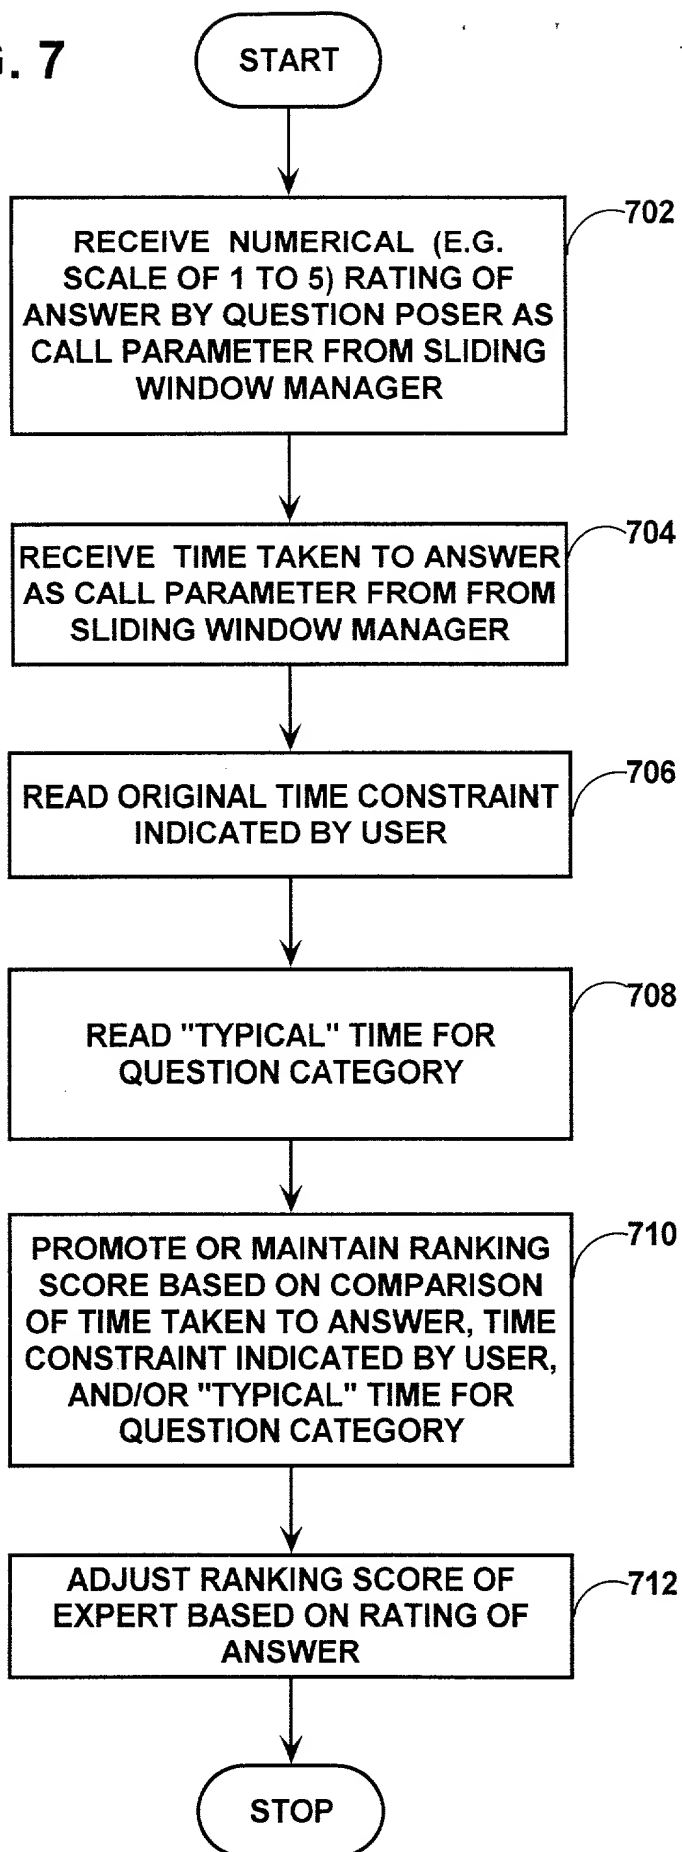 . 7
START
702
RECEIVE NUMERICAL (E.G.
SCALE OF 1 TO 5) RATING OF
ANSWER BY QUESTION POSER AS
CALL PARAMETER FROM SLIDING
WINDOW MANAGER
704
RECEIVE TIME TAKEN TO ANSWER
AS CALL PARAMETER FROM FROM
SLIDING WINDOW MANAGER
706
READ ORIGINAL TIME CONSTRAINT
INDICATED BY USER
708
READ "TYPICAL" TIME FOR
QUESTION CATEGORY
710
PROMOTE OR MAINTAIN RANKING
SCORE BASED ON COMPARISON
OF TIME TAKEN TO ANSWER, TIME
CONSTRAINT INDICATED BY USER,
AND/OR "TYPICAL" TIME FOR
QUESTION CATEGORY
712
ADJUST RANKING SCORE OF
EXPERT BASED ON RATING OF
ANSWER
STOP